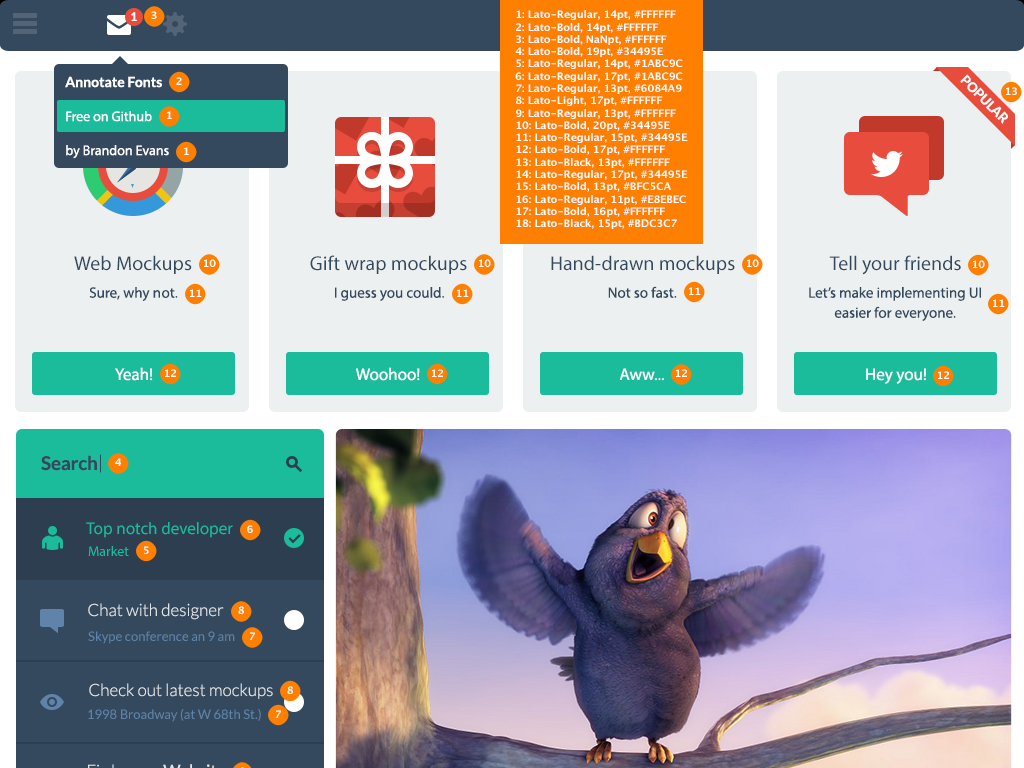 1
3
1: Lato-Regular, 14pt, #FFFFFF
2: Lato-Bold, 14pt, #FFFFFF
3: Lato-Bold, NaNpt, #FFFFFF
4: Lato-Bold, 19pt, #34495E
5: Lato-Regular, 14pt, #1ABC9C
6: Lato-Regular, 17pt, #1ABC9C
7: Lato-Regular, 13pt, #6084A9
8: Lato-Light, 17pt, #FFFFFF
9: Lato-Regular, 13pt, #FFFFFF
10: Lato-Bold, 20pt, #34495E
11: Lato-Regular, 15pt, #34495E
12: Lato-Bold, 17pt, #FFFFFF
13: Lato-Black, 13pt, #FFFFFF
14: Lato-Regular, 17pt, #34495E
15: Lato-Bold, 13pt, #BFC5CA
16: Lato-Regular, 11pt, #E8EBEC
17: Lato-Bold, 16pt, #FFFFFF
18: Lato-Black, 15pt, #BDC3C7
Annotate Fonts 2
Free on Github 1
by Brandon Evans 1
POPULAR 13
Web Mockups 10
Sure, why not. 11
Yeah! 12
Gift wrap mockups 10
I guess you could. 11
Woohoo! 12
Hand-drawn mockups 10
Not so fast. 11
Aww... 12
Tell your friends 10
Let's make implementing UI 11
easier for everyone.
Hey you! 12
Search 4
Top notch developer 6
Market 5
Chat with designer 8
Skype conference an 9 am 7
Check out latest mockups 8
1998 Broadway (at W 68th St.) 7